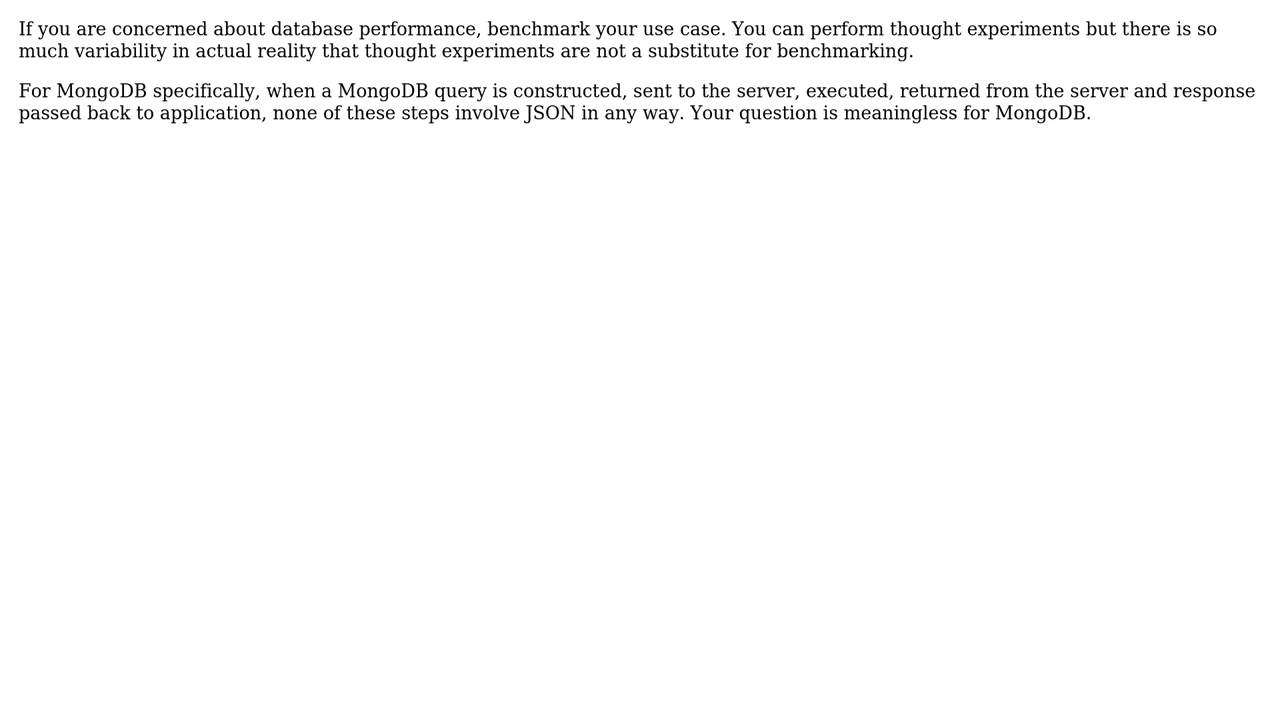 If you are concerned about database performance, benchmark your use case. You can perform thought experiments but there is so
much variability in actual reality that thought experiments are not a substitute for benchmarking.
For MongoDB specifically, when a MongoDB query is constructed, sent to the server, executed, returned from the server and response
passed back to application, none of these steps involve JSON in any way. Your question is meaningless for MongoDB.